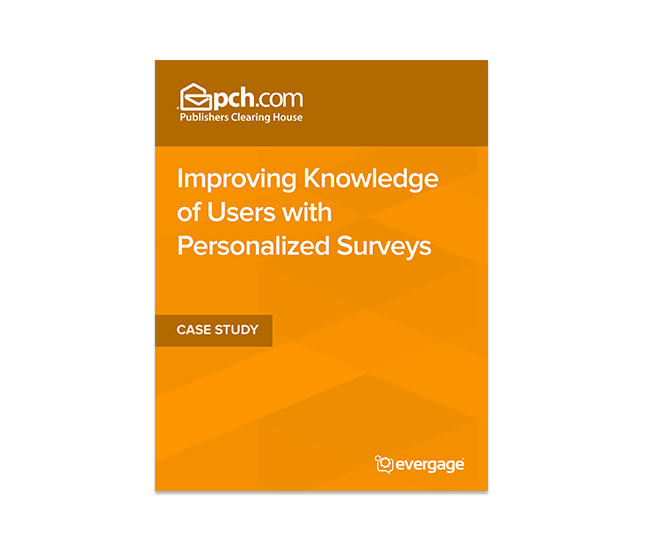 pch.com
Publishers Clearing House
Improving Knowledge
of Users with
Personalized Surveys
CASE STUDY
evergage